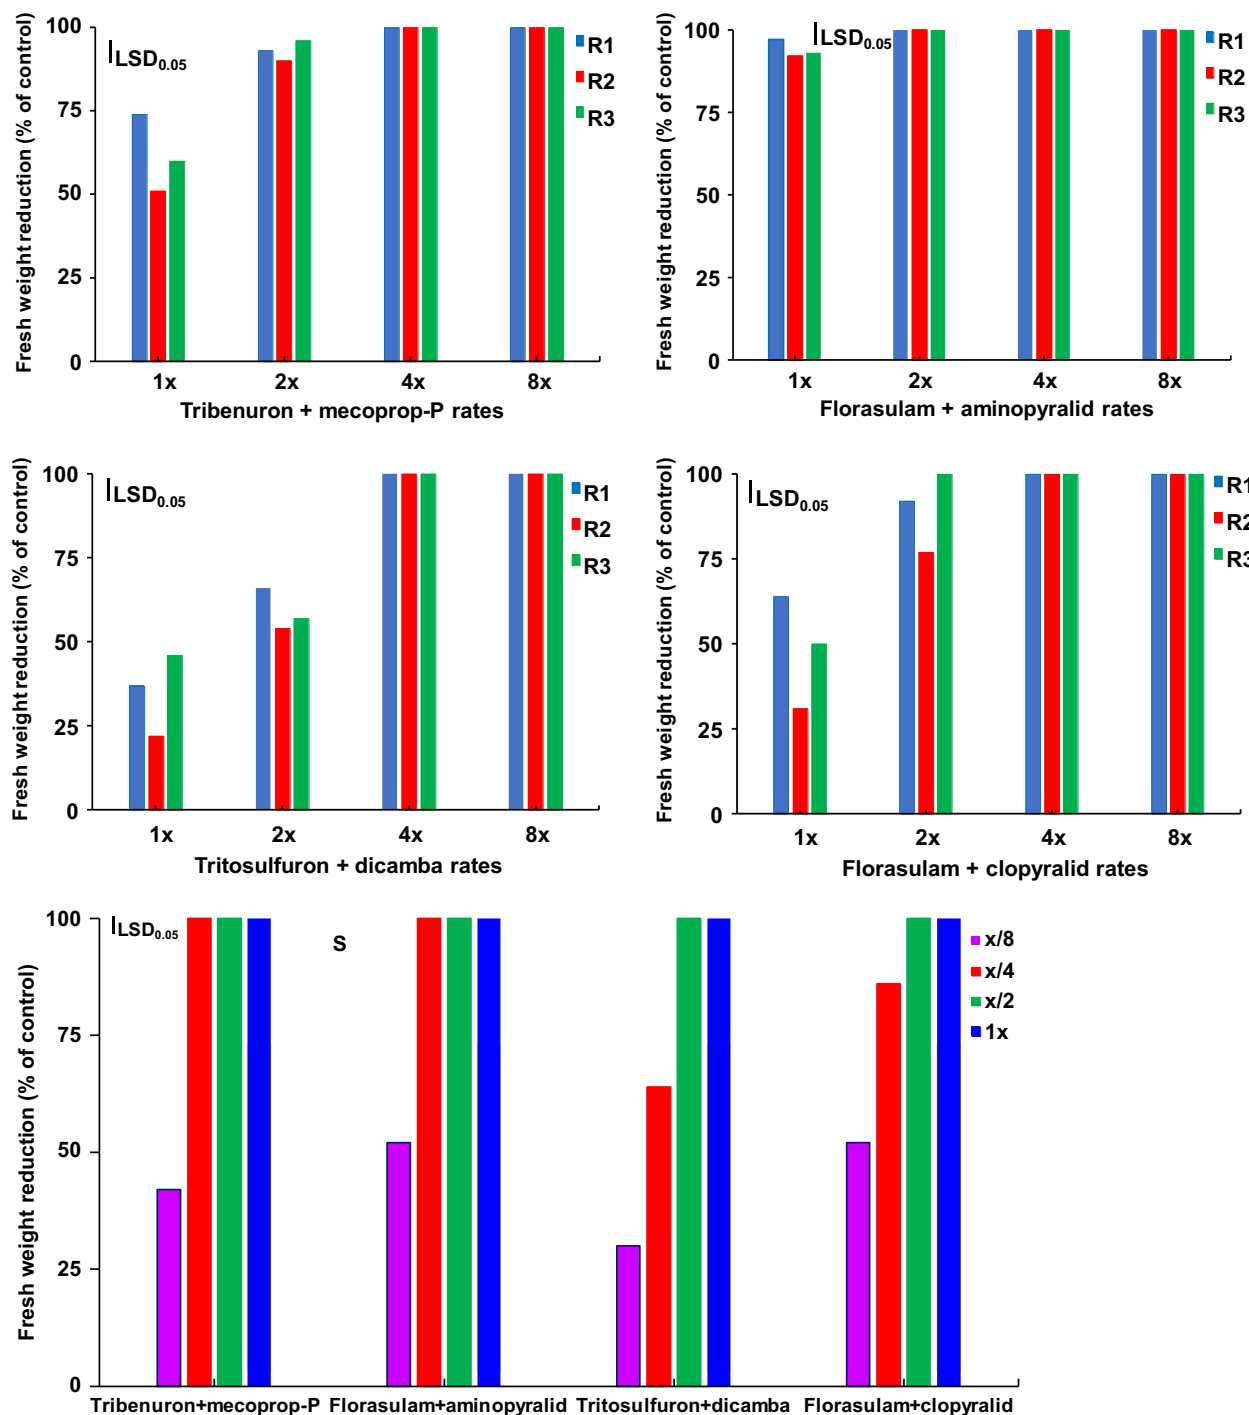 Fresh weight reduction (% of control)
100
75
50
25
0
LSD0.05
R1
R2
R3
1x 2x 4x 8x
Tribenuron + mecoprop-P rates
Fresh weight reduction (% of control)
100
75
50
25
0
LSD0.05
R1
R2
R3
1x 2x 4x 8x
Florasulam + aminopyralid rates
Fresh weight reduction (% of control)
100
75
50
25
0
LSD0.05
R1
R2
R3
1x 2x 4x 8x
Tritosulfuron + dicamba rates
Fresh weight reduction (% of control)
100
75
50
25
0
LSD0.05
R1
R2
R3
1x 2x 4x 8x
Florasulam + clopyralid rates
Fresh weight reduction (% of control)
100
75
50
25
0
LSD0.05
S
x/8
x/4
x/2
1x
Tribenuron+mecoprop-P Florasulam+aminopyralid Tritosulfuron+dicamba Florasulam+clopyralid